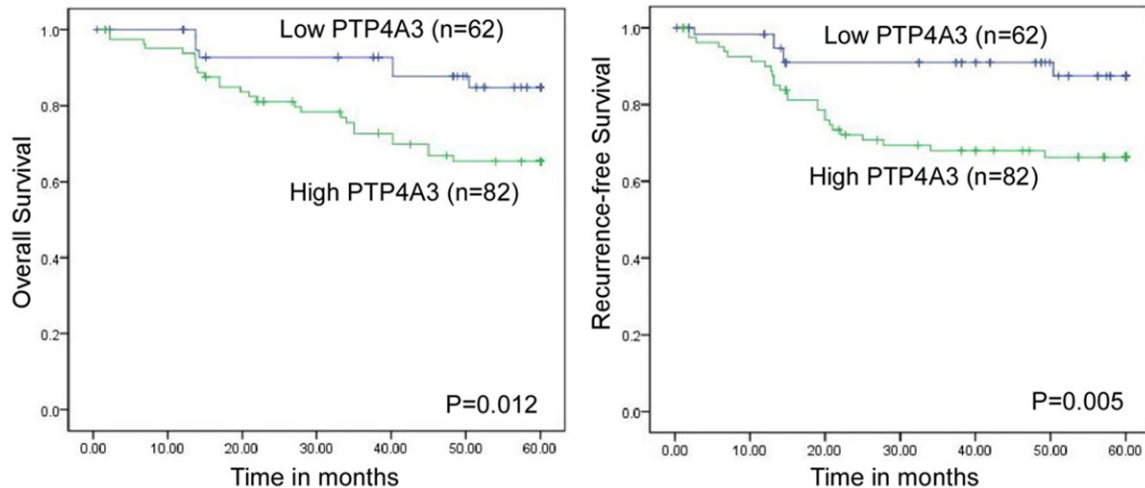 Overall Survival
1.0
0.8
0.6
0.4
0.2
0.0
Low PTP4A3 (n=62)
High PTP4A3 (n=82)
P=0.012
0.00 10.00 20.00 30.00 40.00 50.00 60.00
Time in months
Recurrence-free Survival
1.0
0.8
0.6
0.4
0.2
0.0
Low PTP4A3 (n=62)
High PTP4A3 (n=82)
P=0.005
0.00 10.00 20.00 30.00 40.00 50.00 60.00
Time in months